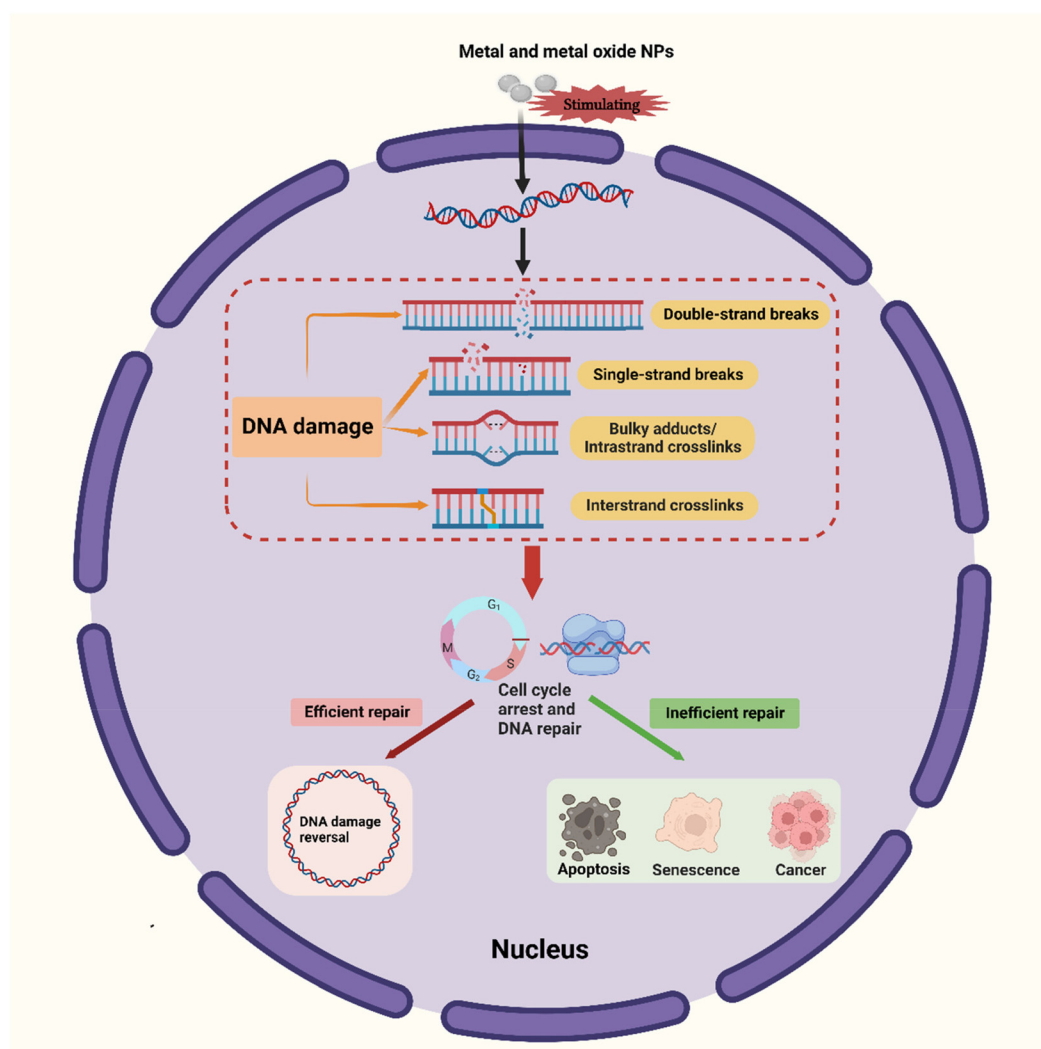 Metal and metal oxide NPs
Stimulating
Double-strand breaks
Single-strand breaks
DNA damage
Bulky adducts/
Intrastrand crosslinks
Interstrand crosslinks
G₁
M
S
G₂
Cell cycle
arrest and
DNA repair
Efficient repair
Inefficient repair
DNA damage
reversal
Apoptosis
Senescence
Cancer
Nucleus